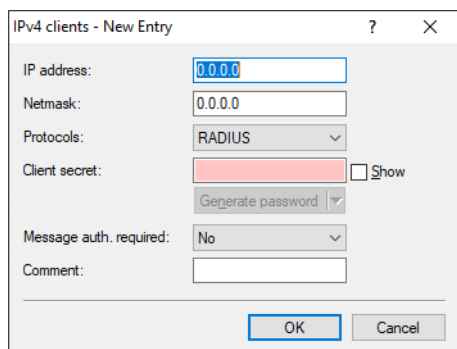 IPv4 clients - New Entry
?
IP address:
0.0.0.0
Netmask:
0.0.0.0
Protocols:
RADIUS
Client secret:
Show
Generate password
Message auth. required:
No
Comment:
OK
Cancel